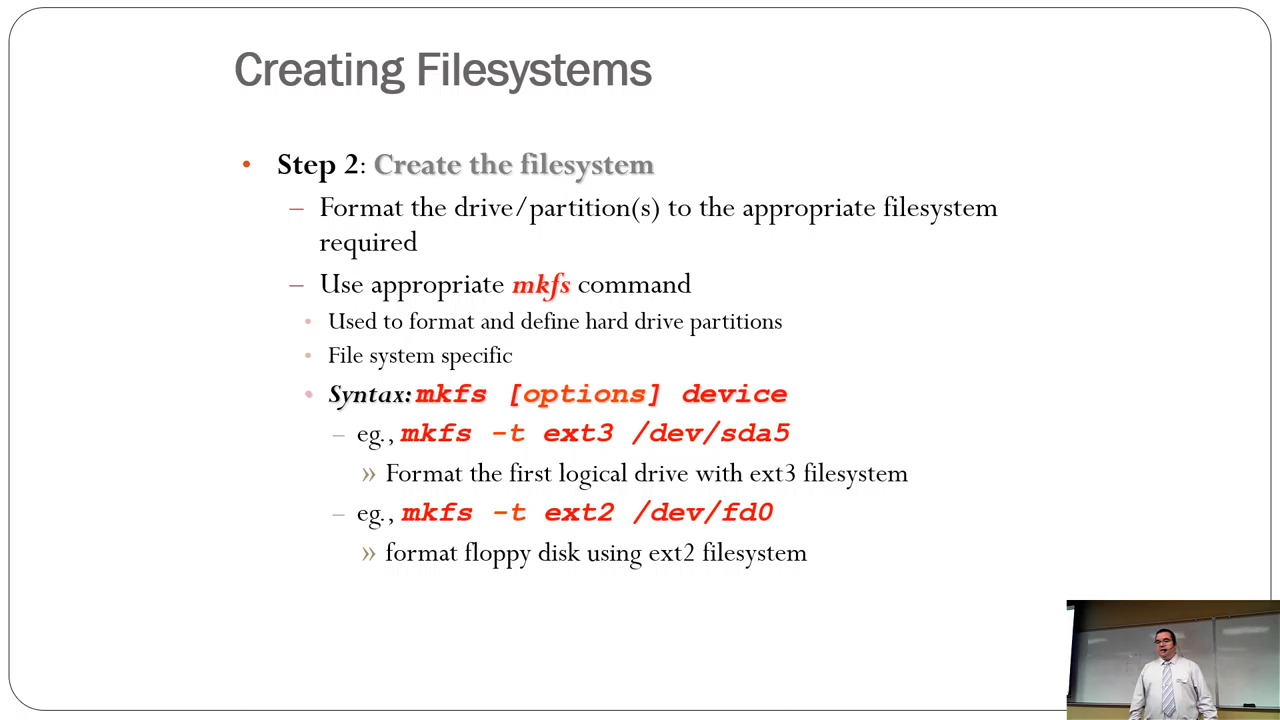 Creating Filesystems
• Step 2: Create the filesystem
– Format the drive/partition(s) to the appropriate filesystem
required
– Use appropriate mkfs command
• Used to format and define hard drive partitions
• File system specific
• Syntax: mkfs [options] device
– eg., mkfs -t ext3 /dev/sda5
» Format the first logical drive with ext3 filesystem
– eg., mkfs -t ext2 /dev/fd0
» format floppy disk using ext2 filesystem